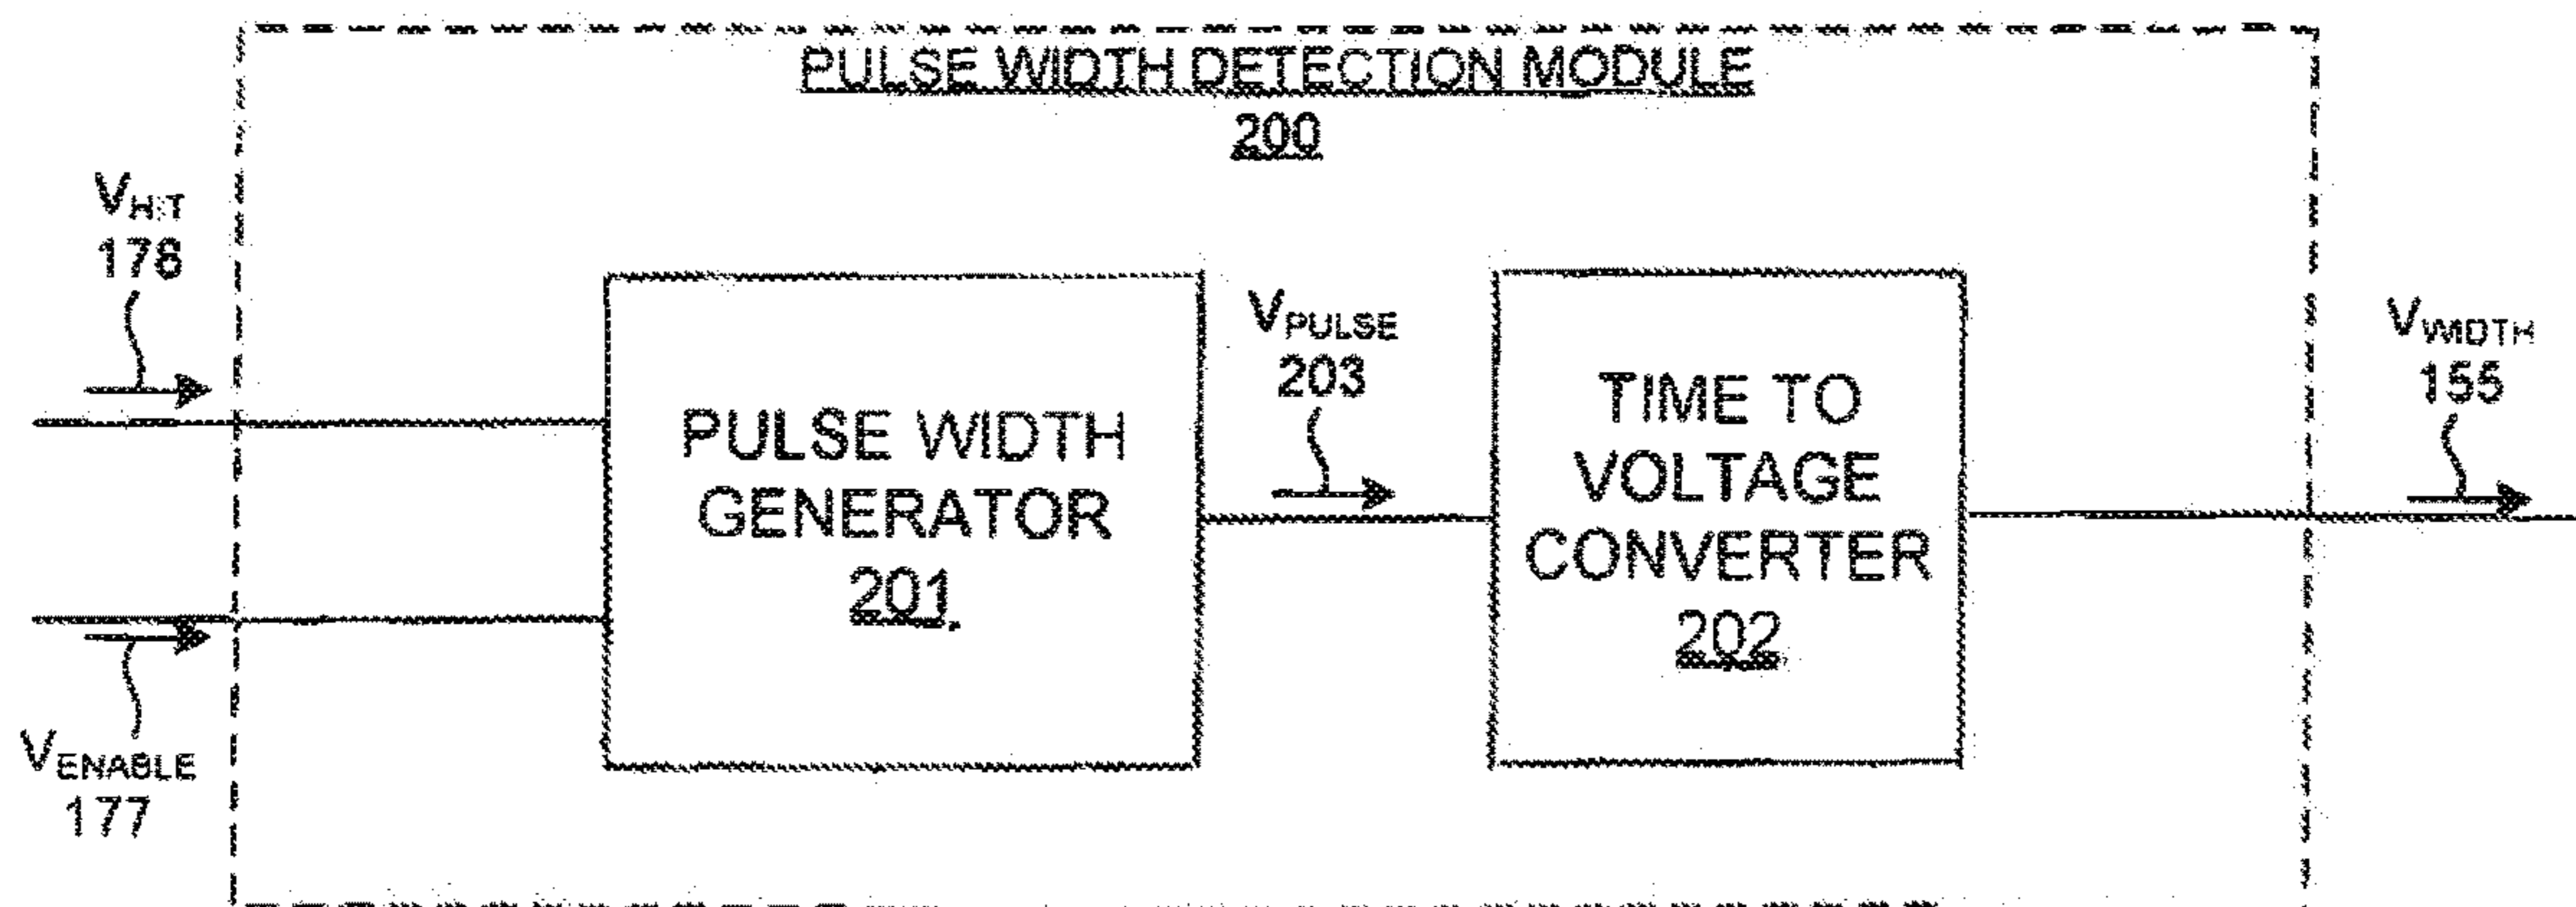 PULSE WIDTH DETECTION MODULE
200
VHIT
176
VPULSE
203
VWIDTH
155
PULSE WIDTH
GENERATOR
201
TIME TO
VOLTAGE
CONVERTER
202
VENABLE
177